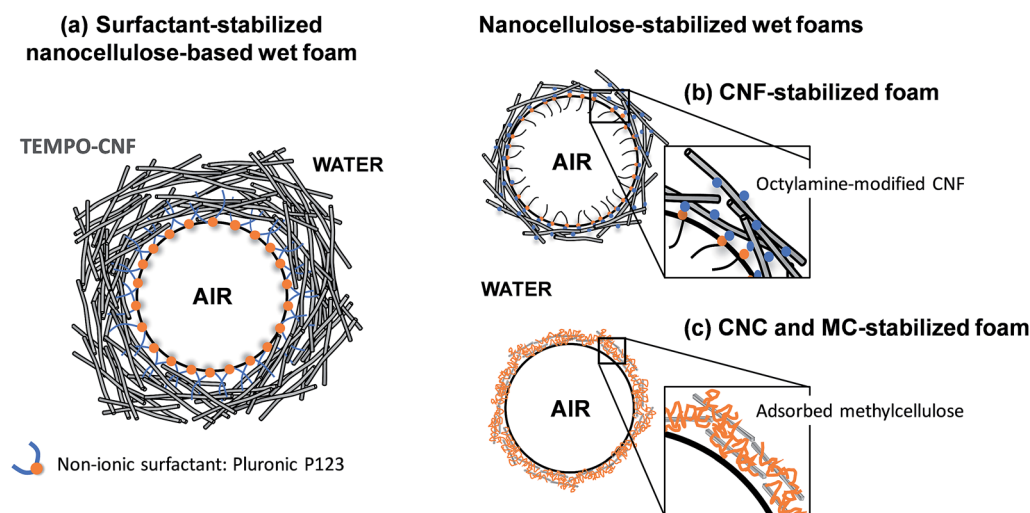 (a) Surfactant-stabilized
nanocellulose-based wet foam
TEMPO-CNF
WATER
AIR
Non-ionic surfactant: Pluronic P123
Nanocellulose-stabilized wet foams
(b) CNF-stabilized foam
AIR
Octylamine-modified CNF
WATER
(c) CNC and MC-stabilized foam
AIR
Adsorbed methylcellulose